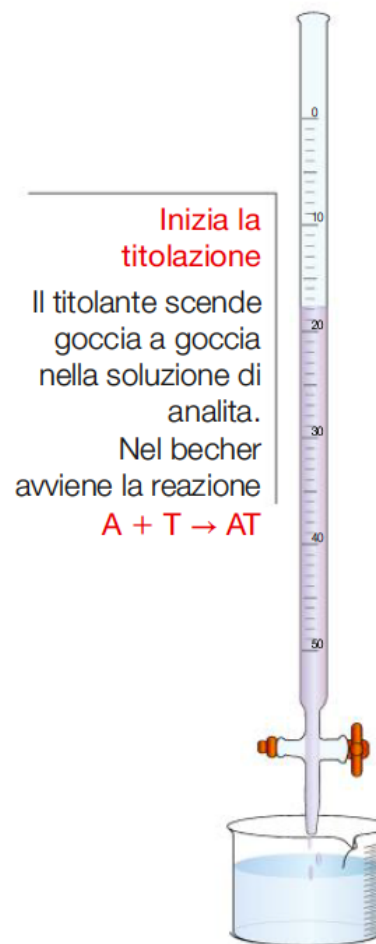 Inizia la
titolazione
Il titolante scende
goccia a goccia
nella soluzione di
analita.
Nel becher
avviene la reazione
A + T → AT
0
10
20
30
40
50